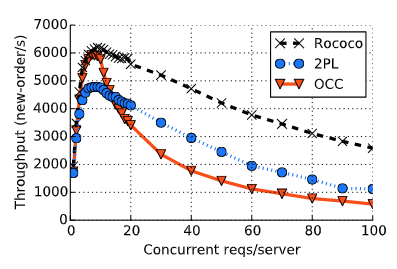 Throughput (new-order/s)
7000
6000
5000
4000
3000
2000
1000
0
0
20
40
60
80
100
Concurrent reqs/server
Rococo
2PL
OCC